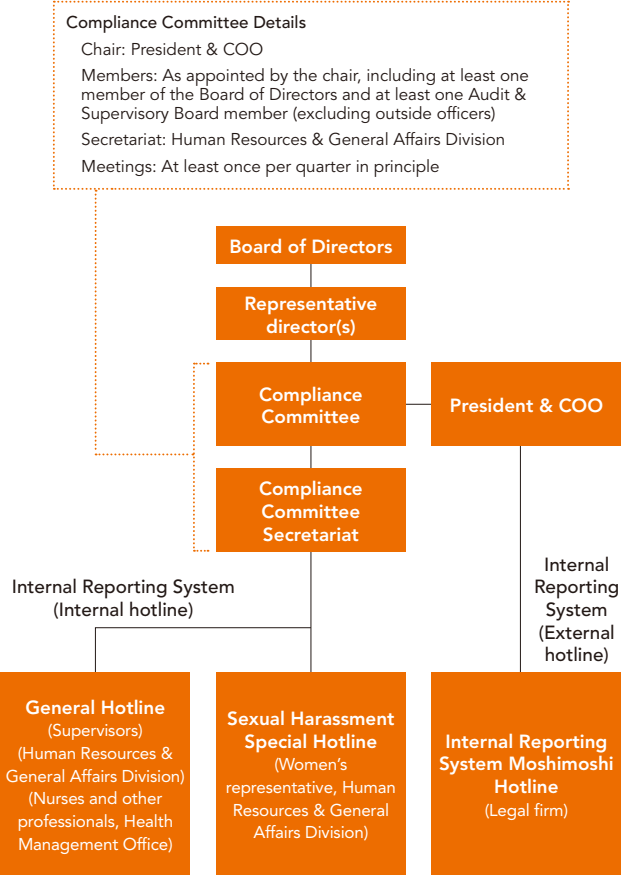 Compliance Committee Details
Chair: President & COO
Members: As appointed by the chair, including at least one
member of the Board of Directors and at least one Audit &
Supervisory Board member (excluding outside officers)
Secretariat: Human Resources & General Affairs Division
Meetings: At least once per quarter in principle
Board of Directors
Representative
director(s)
Compliance
Committee
President & COO
Compliance
Committee
Secretariat
Internal Reporting System
(Internal hotline)
Internal
Reporting
System
(External
hotline)
General Hotline
(Supervisors)
(Human Resources &
General Affairs Division)
(Nurses and other
professionals, Health
Management Office)
Sexual Harassment
Special Hotline
(Women’s
representative, Human
Resources & General
Affairs Division)
Internal Reporting
System Moshimoshi
Hotline
(Legal firm)